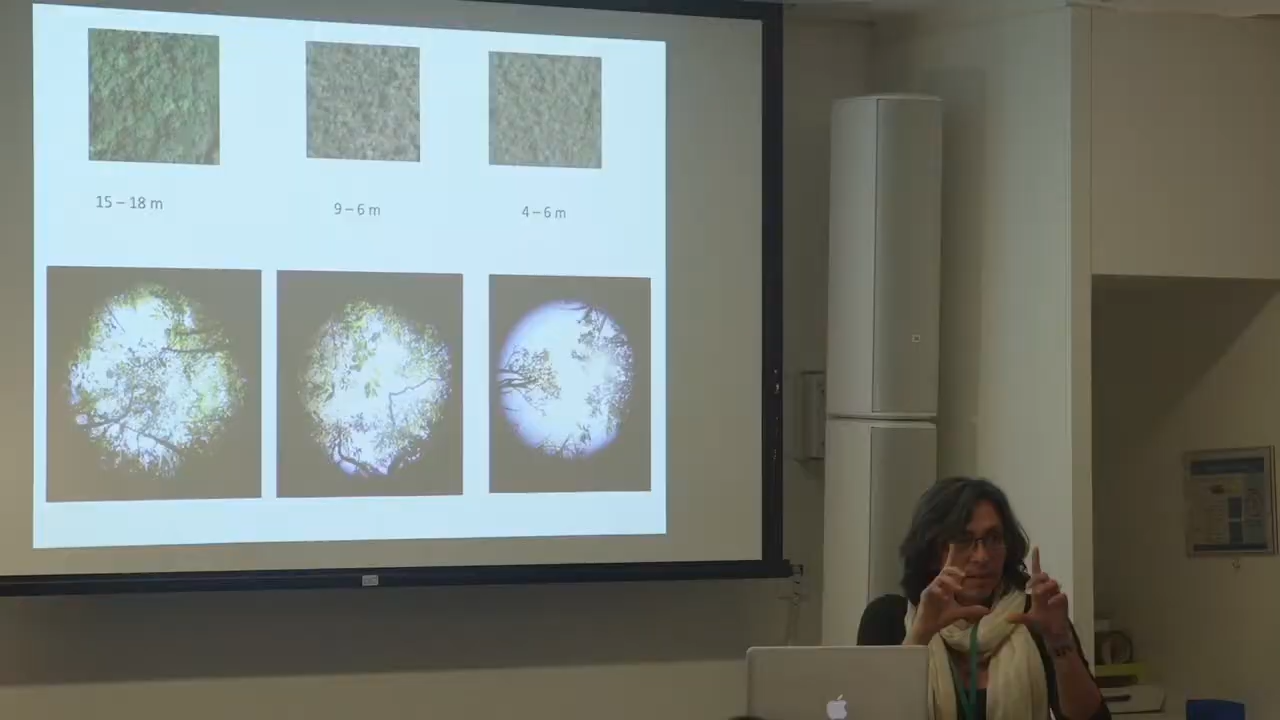 15 – 18 m
9 – 6 m
4 – 6 m